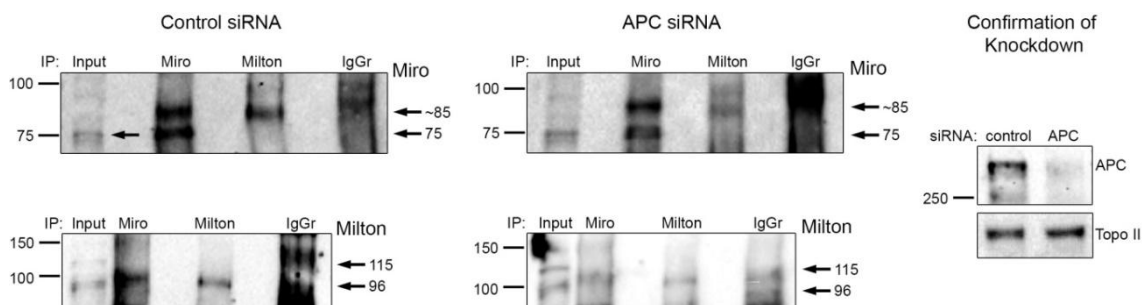 Control siRNA
IP: Input Miro Milton IgGr
Miro
100
75
~85
75
IP: Input Miro Milton IgGr
Milton
150
100
115
96
APC siRNA
IP: Input Miro Milton IgGr
Miro
100
75
~85
75
IP: Input Miro Milton IgGr
Milton
150
100
115
96
Confirmation of
Knockdown
siRNA: control APC
APC
250
Topo II